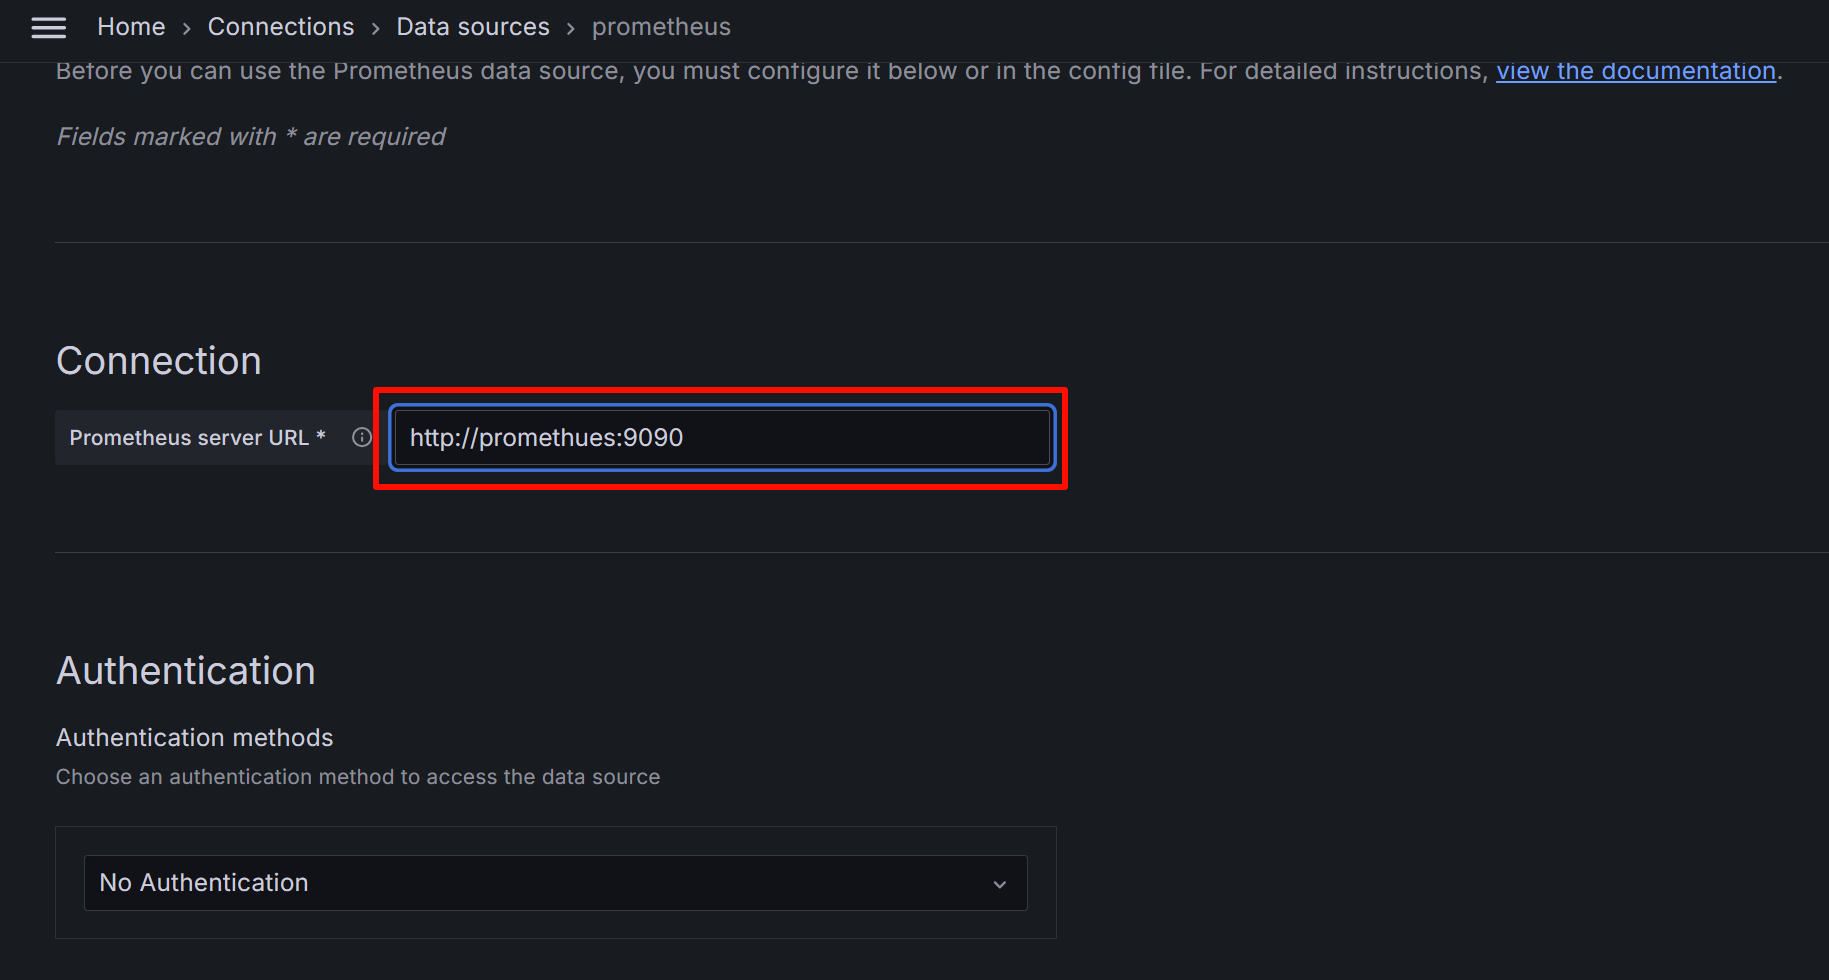 Home › Connections › Data sources › prometheus
Before you can use the Prometheus data source, you must configure it below or in the config file. For detailed instructions, view the documentation.
Fields marked with * are required
Connection
Prometheus server URL *
http://promethues:9090
Authentication
Authentication methods
Choose an authentication method to access the data source
No Authentication